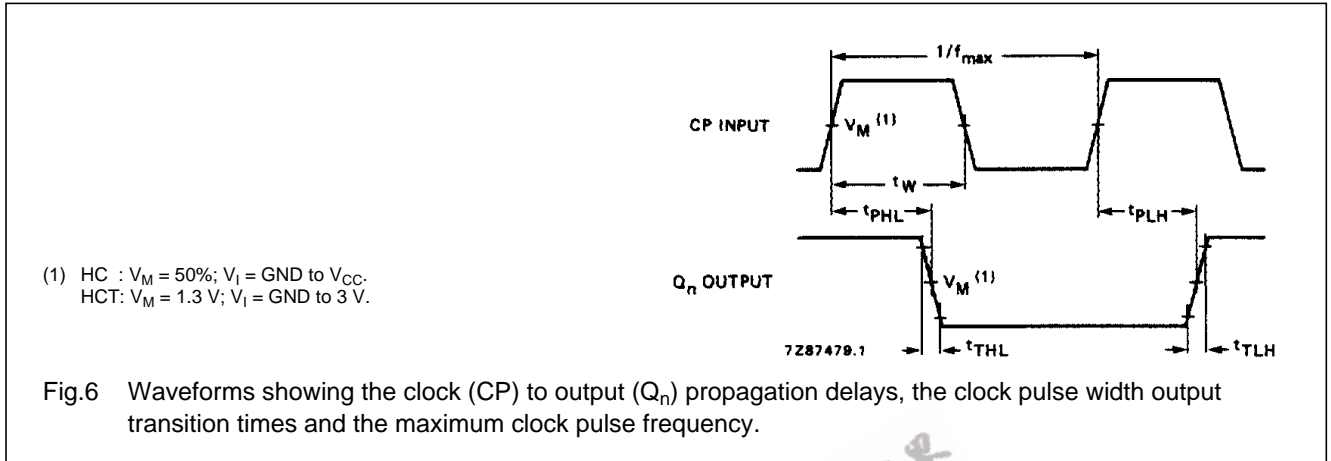 1/fmax
CP INPUT
VM (1)
tW
tPHL
tPLH
(1) HC : VM = 50%; VI = GND to VCC.
HCT: VM = 1.3 V; VI = GND to 3 V.
Qn OUTPUT
VM (1)
7Z87479.1
tTHL
tTLH
Fig.6 Waveforms showing the clock (CP) to output (Qn) propagation delays, the clock pulse width output
transition times and the maximum clock pulse frequency.